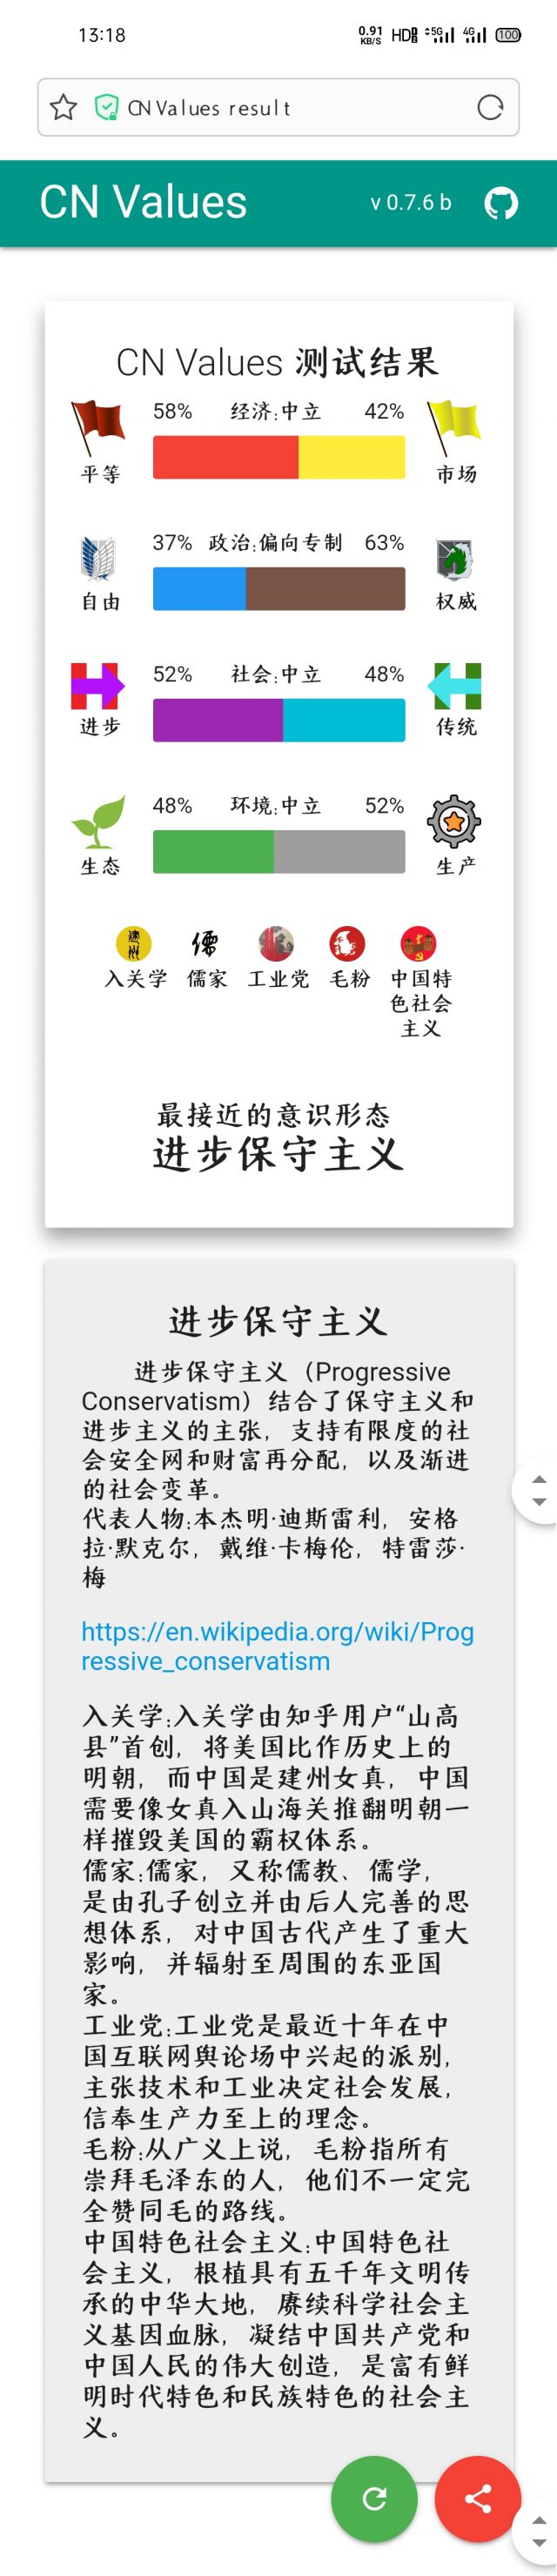 13:18
0.91 KB/S HD 5G 4G 100
CN Values result
CN Values v 0.7.6 b
CN Values 测试结果
58% 经济:中立 42%
平等 市场
37% 政治:偏向专制 63%
自由 权威
52% 社会:中立 48%
进步 传统
48% 环境:中立 52%
生态 生产
建州 儒
入关学 儒家 工业党 毛粉 中国特
色社会
主义
最接近的意识形态
进步保守主义
进步保守主义
进步保守主义（Progressive
Conservatism）结合了保守主义和
进步主义的主张，支持有限度的社
会安全网和财富再分配，以及渐进
的社会变革。
代表人物:本杰明·迪斯雷利，安格
拉·默克尔，戴维·卡梅伦，特雷莎·
梅
https://en.wikipedia.org/wiki/Prog
ressive_conservatism
入关学:入关学由知乎用户“山高
县”首创，将美国比作历史上的
明朝，而中国是建州女真，中国
需要像女真入山海关推翻明朝一
样摧毁美国的霸权体系。
儒家:儒家，又称儒教、儒学，
是由孔子创立并由后人完善的思
想体系，对中国古代产生了重大
影响，并辐射至周围的东亚国
家。
工业党:工业党是最近十年在中
国互联网舆论场中兴起的派别，
主张技术和工业决定社会发展，
信奉生产力至上的理念。
毛粉:从广义上说，毛粉指所有
崇拜毛泽东的人，他们不一定完
全赞同毛的路线。
中国特色社会主义:中国特色社
会主义，根植具有五千年文明传
承的中华大地，赓续科学社会主
义基因血脉，凝结中国共产党和
中国人民的伟大创造，是富有鲜
明时代特色和民族特色的社会主
义。